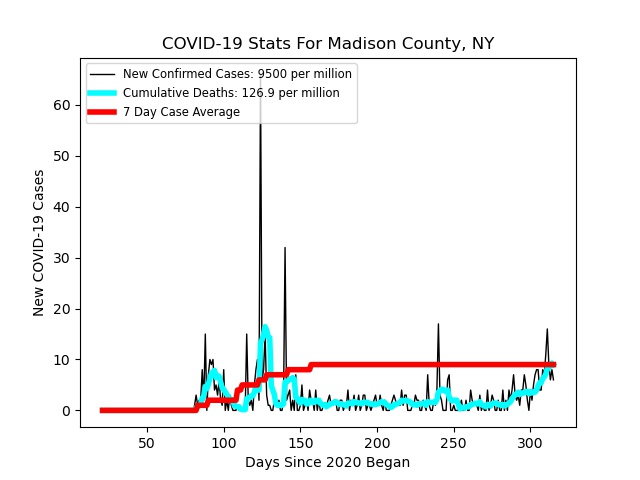 COVID-19 Stats For Madison County, NY
New Confirmed Cases: 9500 per million
Cumulative Deaths: 126.9 per million
7 Day Case Average
New COVID-19 Cases
60
50
40
30
20
10
0
50 100 150 200 250 300
Days Since 2020 Began